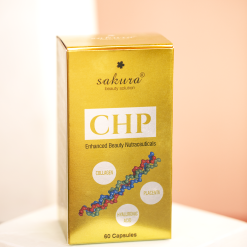 sakura®
beauty solution
CHP
Enhanced Beauty Nutraceuticals
COLLAGEN
PLACENTA
HYALURONIC
ACID
60 Capsules